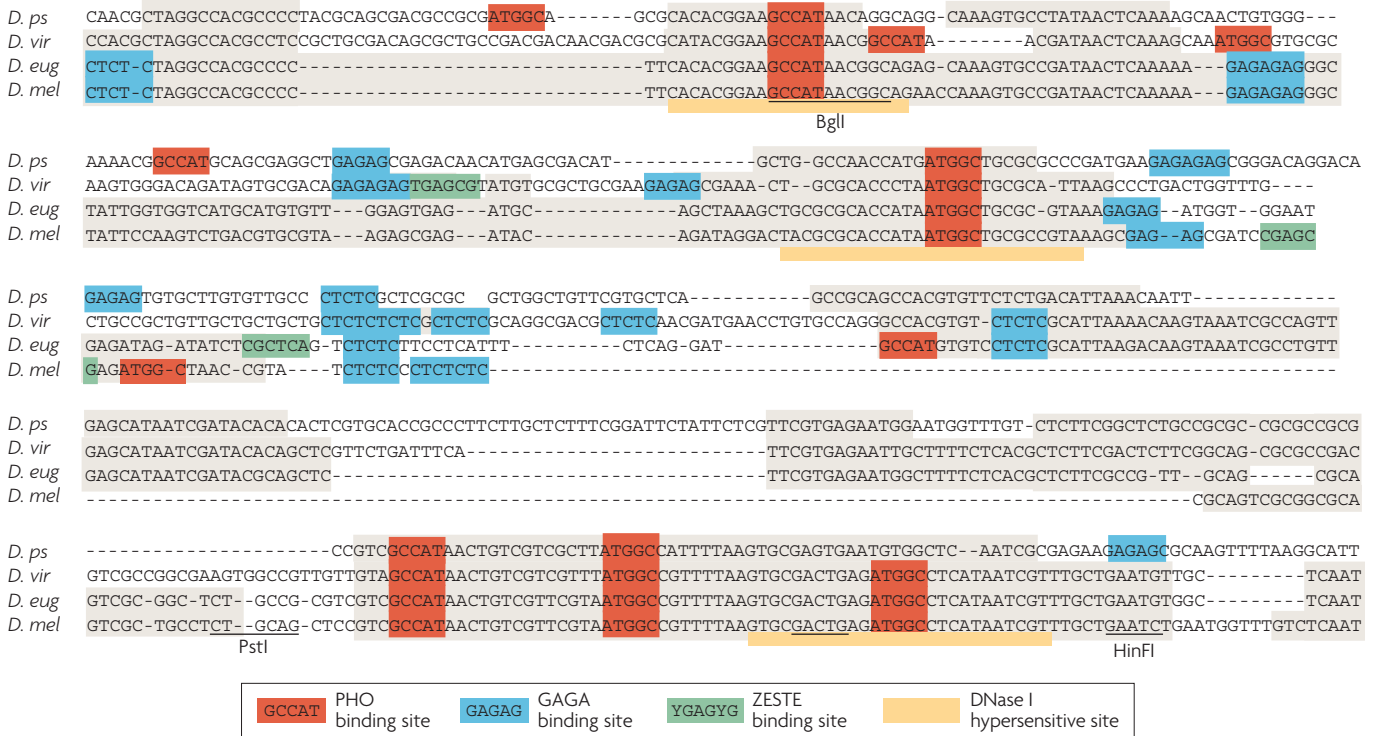 D. ps CAACGCTAGGCCACGCCCCTACGCAGCGACGCCGCGATGGCA-------GCGCACACGGAAGCCATAACAGGCAGG-CAAAGTGCCTATAACTCAAAAGCAACTGTGGG---
D. vir CCACGCTAGGCCACGCCTCCGCTGCGACAGCGCTGCCGACGACAACGACGCGCATACGGAAGCCATAACGGCCATA--------ACGATAACTCAAAGCAAATGGCGTGCGC
D. eug CTCT-CTAGGCCACGCCCC-------------------------------TTCACACGGAAGCCATAACGGCAGAG-CAAAGTGCCGATAACTCAAAAA---GAGAGAGGGC
D. mel CTCT-CTAGGCCACGCCCC-------------------------------TTCACACGGAAGCCATAACGGCAGAACCAAAGTGCCGATAACTCAAAAA---GAGAGAGGGC
BglI
D. ps AAAACGGCCATGCAGCGAGGCTGAGAGCGAGACAACATGAGCGACAT-------------GCTG-GCCAACCATGATGGCTGCGCGCCCGATGAAGAGAGAGCGGGACAGGACA
D. vir AAGTGGGACAGATAGTGCGACAGAGAGAGTGAGCGTATGTGCGCTGCGAAGAGAGCGAAA-CT--GCGCACCCTAATGGCTGCGCA-TTAAGCCCTGACTGGTTTG----
D. eug TATTGGTGGTCATGCATGTGTT---GGAGTGAG---ATGC---------------AGCTAAAGCTGCGCGCACCATAATGGCTGCGC-GTAAAGAGAG--ATGGT--GGAAT
D. mel TATTCCAAGTCTGACGTGCGTA---AGAGCGAG---ATAC---------------AGATAGGACTACGCGCACCATAATGGCTGCGCCGTAAAGCGAG--AGCGATCCGAGC
D. ps GAGAGTGTGCTTGTGTTGCC CTCTCGCTCGCGC GCTGGCTGTTCGTGCTCA-----------GCCGCAGCCACGTGTTCTCTGACATTAAACAATT-------------
D. vir CTGCCGCTGTTGCTGCTGCTGCTCTCTCTCGCTCTCGCAGGCGACGCTCTCAACGATGAACCTGTGCCAGGGCCACGTGT-CTCTCGCATTAAAACAAGTAAATCGCCAGTT
D. eug GAGATAG-ATATCTCGCTCAG-TCTCTCTTCCTCATTT--------CTCAG-GAT--------------GCCATGTGTCCTCTCGCATTAAGACAAGTAAATCGCCTGTT
D. mel GAGATGG-CTAAC-CGTA----CTCTCCCTCTCTC----------------------------------------------------------------------------
D. ps GAGCATAATCGATACACACACTCGTGCACCGCCCTTCTTGCTCTTTCGGATTCTATTCTCGTTCGTGAGAATGGAATGGTTTGT-CTCTTCGGCTCTGCCGCGC-CGCGCCGCG
D. vir GAGCATAATCGATACACAGCTCGTTCTGATTTCA---------------------------TTCGTGAGAATTGCTTTTCTCACGCTCTTCGACTCTTCGGCAG-CGCGCCGAC
D. eug GAGCATAATCGATACGCAGCTC---------------------------------------TTCGTGAGAATGGCTTTTCTCACGCTCTTCGCCG-TT-GCAG------CGCA
D. mel ---------------------------------------------------------------------------------------------------CGCAGTCGCGGCGCA
D. ps ----------------------CCGTCGCCATAACTGTCGTCGCTTATGGCCATTTTAAGTGCGAGTGAATGTGGCTC--AATCGCGAGAAGAGAGCGCAAGTTTTAAGGCATT
D. vir GTCGCCGGCGAAGTGGCCGTTGTTGTAGCCATAACTGTCGTCGTTTATGGCCGTTTTAAGTGCGACTGAGATGGCCTCATAATCGTTTGCTGAATGTTGC---------TCAAT
D. eug GTCGC-GGC-TCT--GCCG-CGTCGTCGCCATAACTGTCGTTCGTAATGGCCGTTTTAAGTGCGACTGAGATGGCCTCATAATCGTTTGCTGAATGTGGC---------TCAAT
D. mel GTCGC-TGCCTCT--GCAG-CTCCGTCGCCATAACTGTCGTTCGTAATGGCCGTTTTAAGTGCGACTGAGATGGCCTCATAATCGTTTGCTGAATCTGAATGGTTTGTCTCAAT
PstI HinFI
GCCAT PHO binding site GAGAG GAGA binding site YGAGYG ZESTE binding site DNase I hypersensitive site